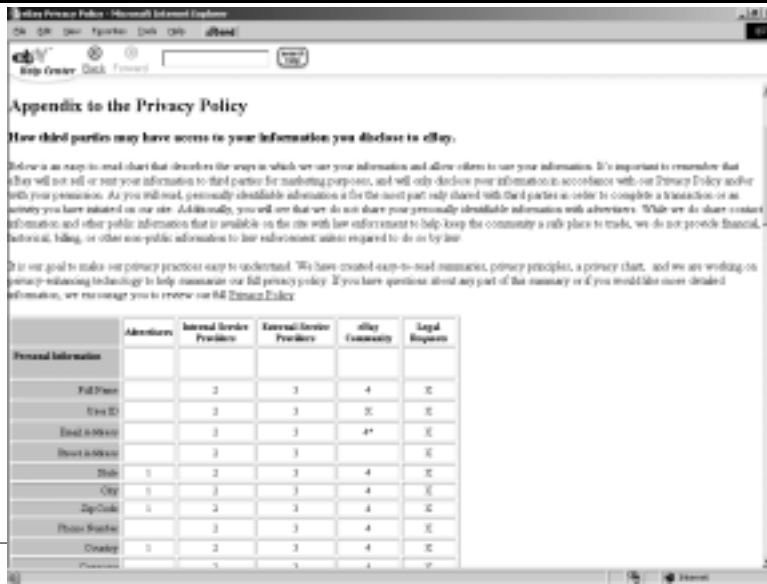 eBay Privacy Policy - Microsoft Internet Explorer
File Edit View Favorites Tools Help
ebY™
Help Center Back Forward
Appendix to the Privacy Policy
How third parties may have access to your information you disclose to eBay.
Below is an easy-to-read chart that describes the ways in which we use your information and allow others to use your information. It's important to remember that
eBay will not sell or rent your information to third parties for marketing purposes, and will only disclose your information in accordance with our Privacy Policy and/or
with your permission. As you will read, personally identifiable information is for the most part only shared with third parties in order to complete a transaction or an
activity you have initiated on our site. Additionally, you will see that we do not share your personally identifiable information with advertisers. While we do share contact
information and other public information that is available on the site with law enforcement to help keep the community a safe place to trade, we do not provide financial,
historical, billing, or other non-public information to law enforcement unless required to do so by law.
It is our goal to make our privacy practices easy to understand. We have created easy-to-read summaries, privacy principles, a privacy chart, and we are working on
privacy-enhancing technology to help summarize our full privacy policy. If you have questions about any part of this summary or if you would like more detailed
information, we encourage you to review our full Privacy Policy
Advertisers Internal Service Providers External Service Providers eBay Community Legal Requests
Personal Information
Full Name 2 3 4 X
User ID 2 3 X X
Email Address 2 3 4* X
Street Address 2 3 X
State 1 2 3 4 X
City 1 2 3 4 X
Zip Code 1 2 3 4 X
Phone Number 2 3 4 X
Country 1 2 3 4 X
Company 2 3 4 X
Internet